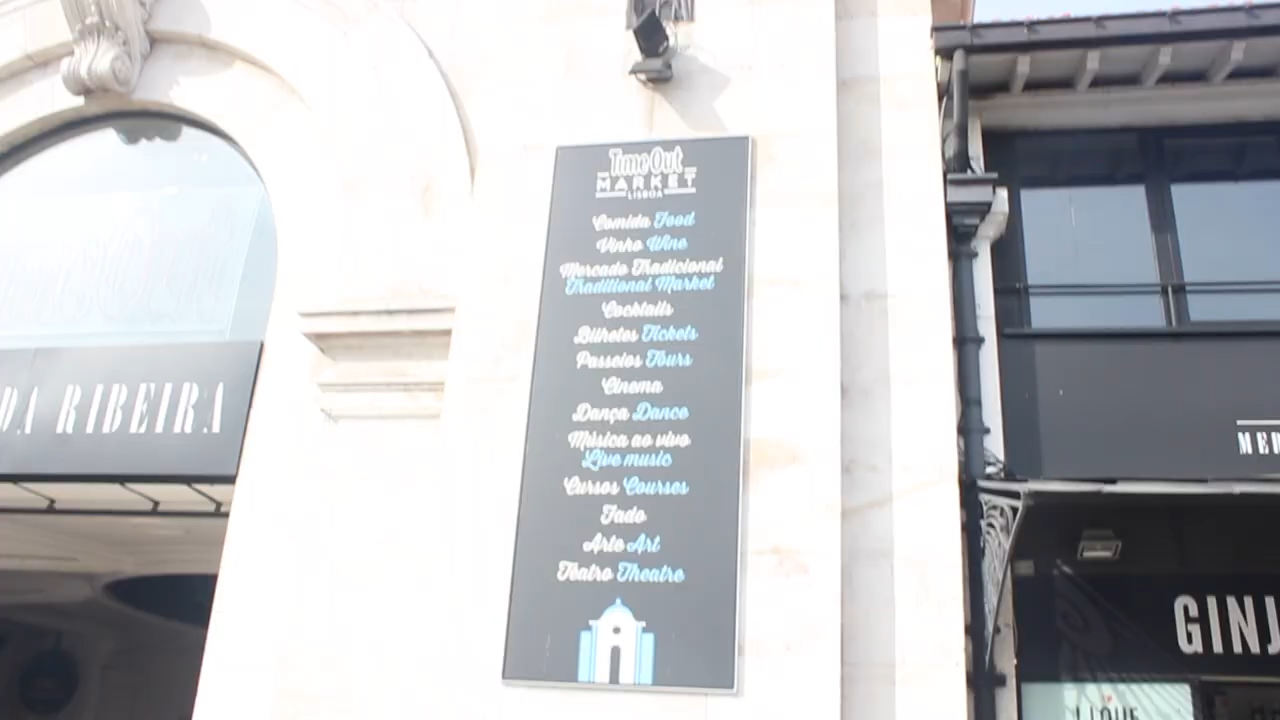 Time Out
MARKET
LISBOA
Comida Food
Vinho Wine
Mercado Tradicional
Traditional Market
Cocktails
Bilhetes Tickets
Passeios Tours
Cinema
Dança Dance
Música ao vivo
Live music
Cursos Courses
Fado
Arte Art
Teatro Theatre
DA RIBEIRA
MER
GINJ